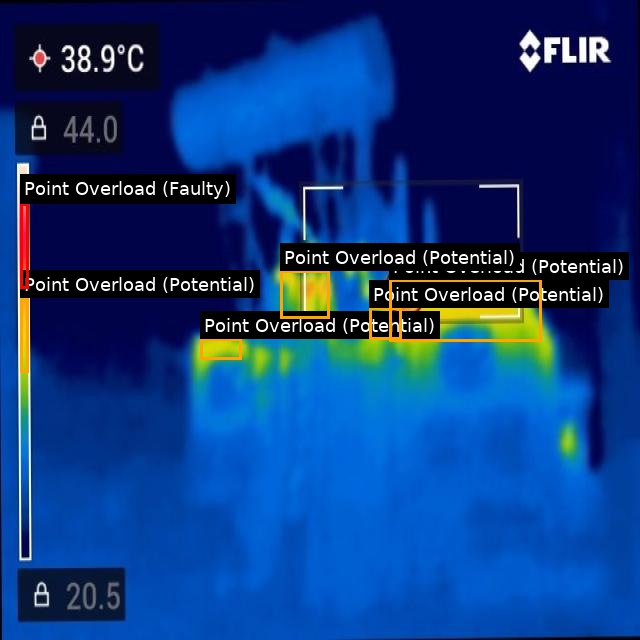 38.9°C
FLIR
44.0
Point Overload (Faulty)
Point Overload (Potential)
Point Overload (Potential)
Point Overload (Potential)
Point Overload (Potential)
Point Overload (Potential)
20.5